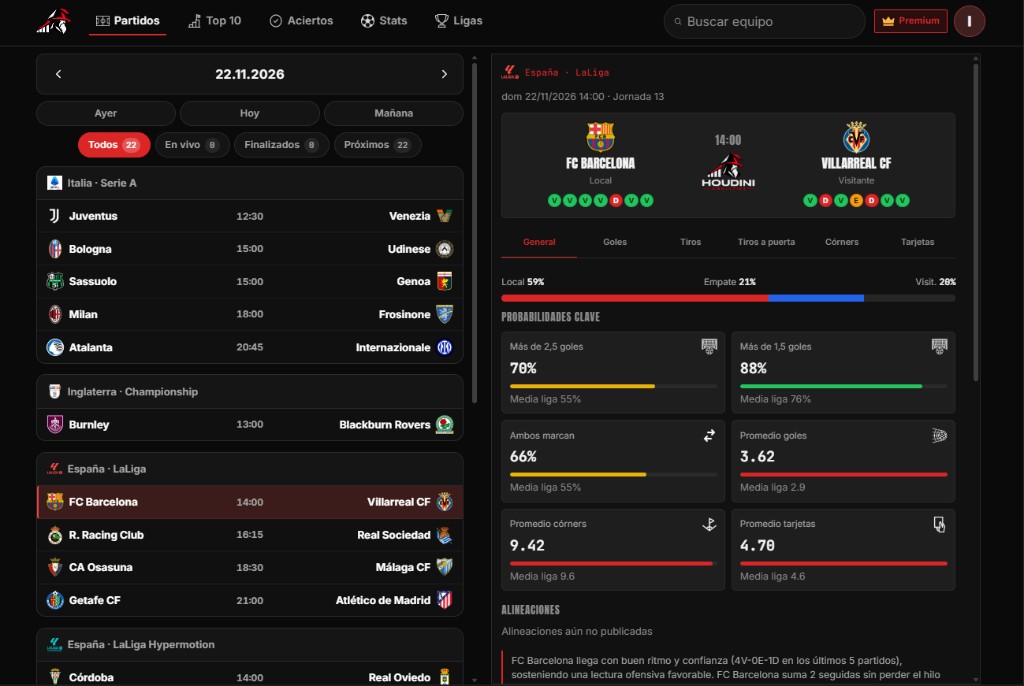 Partidos
Top 10
Aciertos
Stats
Ligas
Buscar equipo
Premium
I
22.11.2026
Ayer
Hoy
Mañana
Todos 22
En vivo 0
Finalizados 0
Próximos 22
Italia · Serie A
Juventus 12:30 Venezia
Bologna 15:00 Udinese
Sassuolo 15:00 Genoa
Milan 18:00 Frosinone
Atalanta 20:45 Internazionale
Inglaterra · Championship
Burnley 13:00 Blackburn Rovers
España · LaLiga
FC Barcelona 14:00 Villarreal CF
R. Racing Club 16:15 Real Sociedad
CA Osasuna 18:30 Málaga CF
Getafe CF 21:00 Atlético de Madrid
España · LaLiga Hypermotion
Córdoba 14:00 Real Oviedo
España · LaLiga
dom 22/11/2026 14:00 · Jornada 13
FC BARCELONA
Local
V V V V D V V
14:00
HOUDINI
VILLARREAL CF
Visitante
V D V E D V V
General
Goles
Tiros
Tiros a puerta
Córners
Tarjetas
Local 59%
Empate 21%
Visit. 20%
PROBABILIDADES CLAVE
Más de 2,5 goles
70%
Media liga 55%
Más de 1,5 goles
88%
Media liga 76%
Ambos marcan
66%
Media liga 55%
Promedio goles
3.62
Media liga 2.9
Promedio córners
9.42
Media liga 9.6
Promedio tarjetas
4.70
Media liga 4.6
ALINEACIONES
Alineaciones aún no publicadas
FC Barcelona llega con buen ritmo y confianza (4V-0E-1D en los últimos 5 partidos),
sosteniendo una lectura ofensiva favorable. FC Barcelona suma 2 seguidas sin perder el hilo